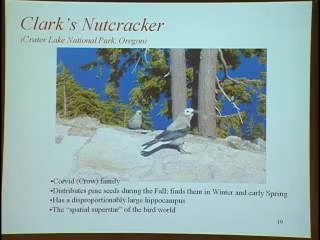 Clark's Nutcracker
(Crater Lake National Park, Oregon)
•Corvid (Crow) family
•Distributes pine seeds during the Fall; finds them in Winter and early Spring
•Has a disproportionably large hippocampus
•The "spatial superstar" of the bird world
19